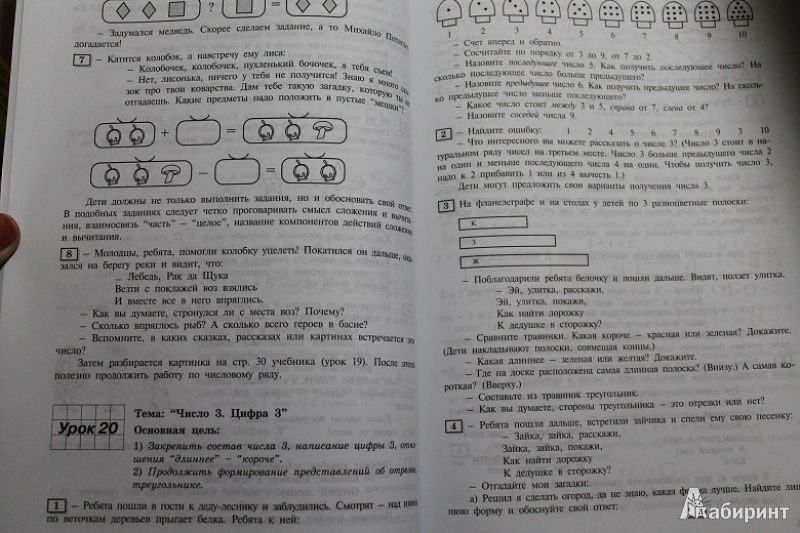 ?
– Задумался медведь. Скорее сделаем задание, а то Михайло
догадается!
7 – Катится колобок, а навстречу ему лиса:
– Колобочек, колобочек, пухленький бочочек, я тебя съем!
– Нет, лисонька, ничего у тебя не получится! Знаю я много
зок про твои коварства. Дам тебе такую загадку, которую ты не
отгадаешь. Какие предметы надо положить в пустые "мешки"?
+ =
– =
Дети должны не только выполнить задания, но и обосновать свой
В подобных заданиях следует четко проговаривать смысл сложения и вычита-
ния, взаимосвязь "часть" – "целое", название компонентов действий сложения
и вычитания.
8 – Молодцы, ребята, помогли колобку уцелеть! Покатился он дальше,
зался на берегу реки и видит, что:
... Лебедь, Рак да Щука
Везти с поклажей воз взялись
И вместе все в него впряглись.
– Как вы думаете, стронулся ли с места воз? Почему?
– Сколько впряглось рыб? А сколько всего героев в басне?
– Вспомните, в каких сказках, рассказах или картинах встречается это
число?
Затем разбирается картинка на стр. 30 учебника (урок 19). После этого
полезно продолжить работу по числовому ряду.
Урок 20
Тема: "Число 3. Цифра 3"
Основная цель:
1) Закрепить состав числа 3, написание цифры 3, отно-
шения "длиннее" – "короче".
2) Продолжить формирование представлений об отрезке,
треугольнике.
1 – Ребята пошли в гости к деду-леснику и заблудились. Смотрят – над ними
по веточкам деревьев прыгает белка. Ребята к ней:
1 2 3 4 5 6 7 8 9 10
– Счет вперед и обратно.
– Сосчитайте по порядку от 3 до 9, от 7 до 2.
– Назовите последующее число 5. Как получить последующее число? На
сколько последующее число больше предыдущего?
– Назовите предыдущее число 6. Как получить предыдущее число? На сколь-
ко предыдущее число меньше последующего?
– Какое число стоит между 3 и 5, справа от 7, слева от 4?
– Назовите соседей числа 9.
2 – Найдите ошибку: 1 2 4 5 6 7 8 9 3 10
– Что интересного вы можете рассказать о числе 3? (Число 3 стоит в на-
туральном ряду чисел на третьем месте. Число 3 больше предыдущего числа 2
на один и меньше последующего числа 4 на один. Чтобы получить число 3,
надо к 2 прибавить 1 или из 4 вычесть 1.)
Дети могут предложить свои варианты получения числа 3.
3 На фланелеграфе и на столах у детей по 3 разноцветные полоски:
К
З
Ж
– Поблагодарили ребята белочку и пошли дальше. Видят, ползет улитка.
– Эй, улитка, расскажи,
Эй, улитка, покажи,
Как найти дорожку
К дедушке в сторожку?
– Сравните травинки. Какая короче – красная или зеленая? Докажите.
(Дети накладывают полоски, совмещая концы.)
– Какая длиннее – зеленая или желтая? Докажите.
– Где на доске расположена самая длинная полоска? (Внизу.) А самая ко-
роткая? (Вверху.)
– Составьте из травинок треугольник.
– Как вы думаете, стороны треугольника – это отрезки или нет?
4 – Ребята пошли дальше, встретили зайчика и спели ему свою песенку:
– Зайка, зайка, расскажи,
Зайка, зайка, покажи,
Как найти дорожку
К дедушке в сторожку?
– Отгадайте мои загадки:
а) Решил я сделать огород, да не знаю, какая форма лучше. Найдите лиш-
нюю форму и обоснуйте свой ответ:
Лабиринт